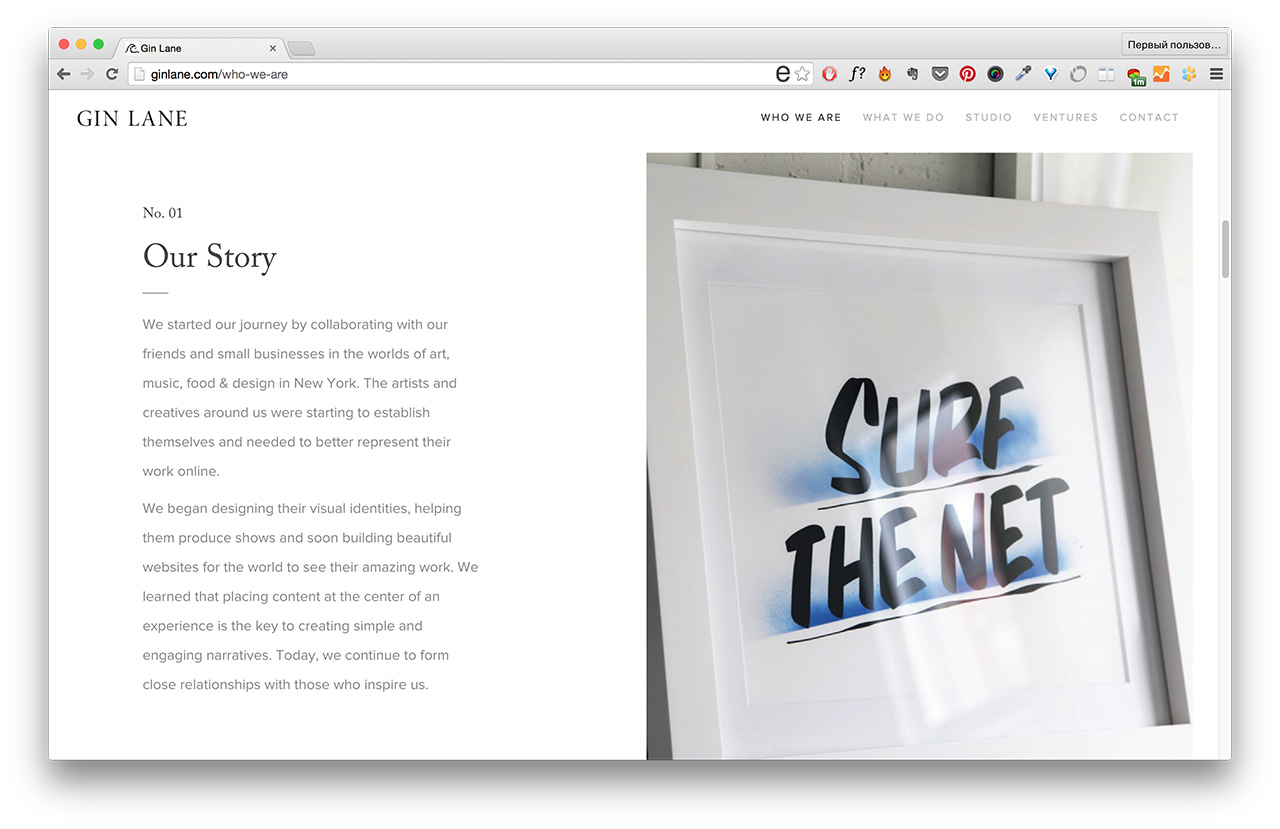 Gin Lane
Первый пользов...
ginlane.com/who-we-are
e
f?
1m
GIN LANE
WHO WE ARE
WHAT WE DO
STUDIO
VENTURES
CONTACT
No. 01
Our Story
We started our journey by collaborating with our
friends and small businesses in the worlds of art,
music, food & design in New York. The artists and
creatives around us were starting to establish
themselves and needed to better represent their
work online.
We began designing their visual identities, helping
them produce shows and soon building beautiful
websites for the world to see their amazing work. We
learned that placing content at the center of an
experience is the key to creating simple and
engaging narratives. Today, we continue to form
close relationships with those who inspire us.
SURF
THE NET